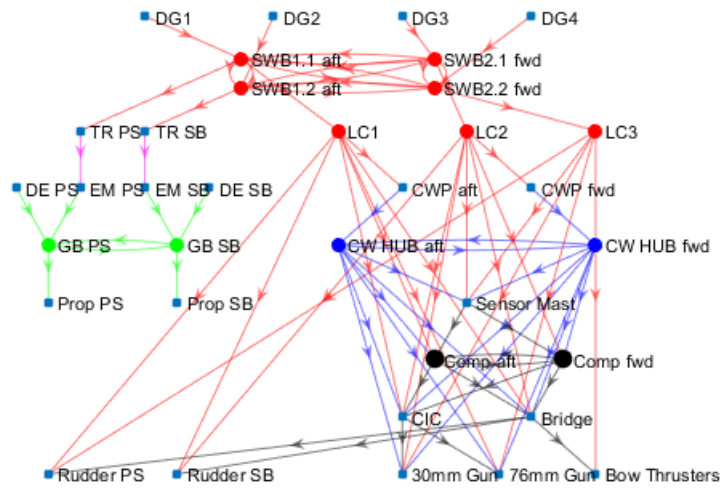 DG1 DG2 DG3 DG4
SWB1.1 aft SWB2.1 fwd
SWB1.2 aft SWB2.2 fwd
TR PS TR SB LC1 LC2 LC3
DE PS EM PS EM SB DE SB CWP aft CWP fwd
GB PS GB SB CW HUB aft CW HUB fwd
Prop PS Prop SB Sensor Mast
Comp aft Comp fwd
CIC Bridge
Rudder PS Rudder SB 30mm Gun 76mm Gun Bow Thrusters